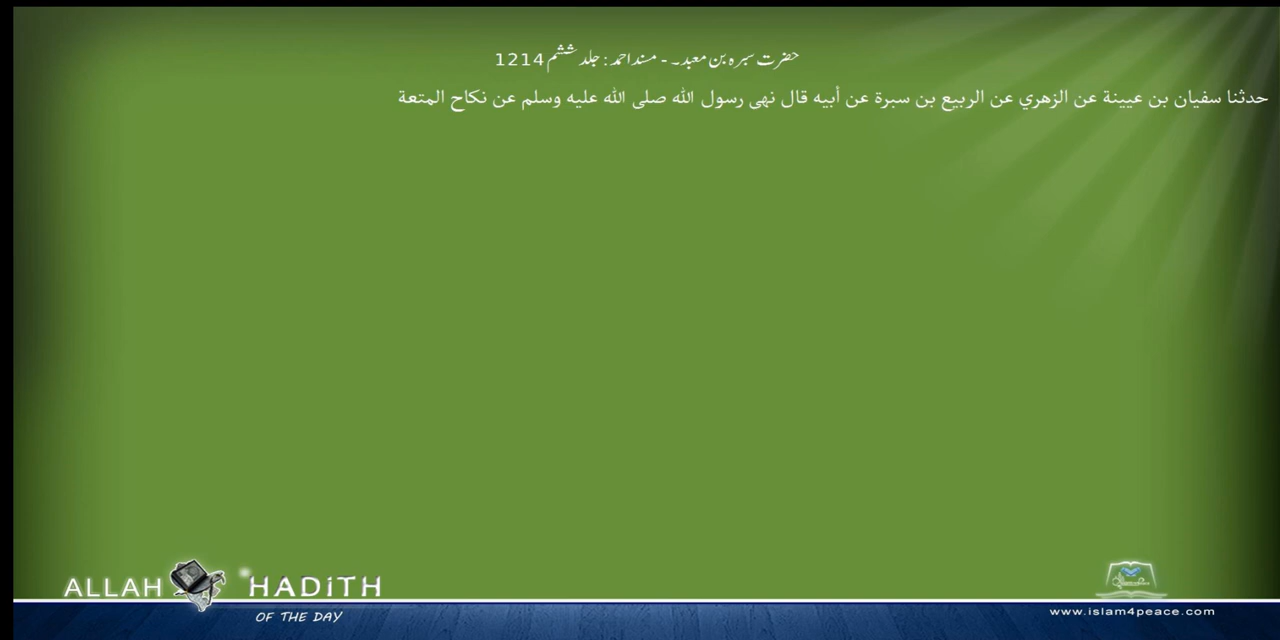 حضرت سبرہ بن معبد۔ - مسند احمد : جلد ششم 1214
حدثنا سفيان بن عيينة عن الزهري عن الربيع بن سبرة عن أبيه قال نهى رسول الله صلى الله عليه وسلم عن نكاح المتعة
ALLAH HADITH
OF THE DAY
www.islam4peace.com